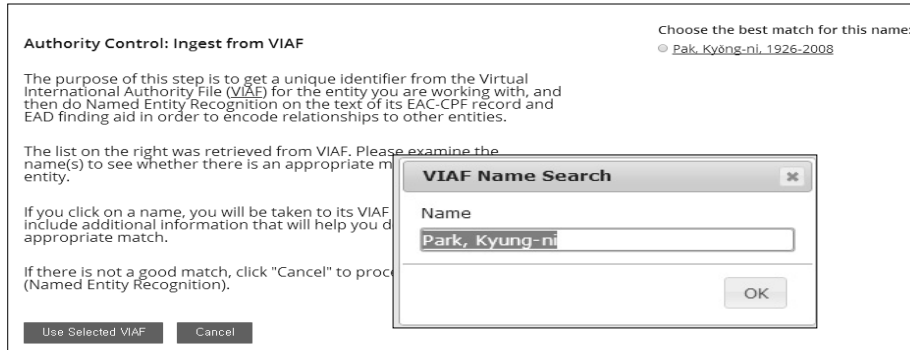 Authority Control: Ingest from VIAF
The purpose of this step is to get a unique identifier from the Virtual
International Authority File (VIAF) for the entity you are working with, and
then do Named Entity Recognition on the text of its EAC-CPF record and
EAD finding aid in order to encode relationships to other entities.
The list on the right was retrieved from VIAF. Please examine the
name(s) to see whether there is an appropriate
entity.
If you click on a name, you will be taken to its VIAF
include additional information that will help you
appropriate match.
If there is not a good match, click "Cancel" to
(Named Entity Recognition).
Use Selected VIAF
Cancel
Choose the best match for this name:
Pak, Kyŏng-ni, 1926-2008
VIAF Name Search
Name
Park, Kyung-ni
OK